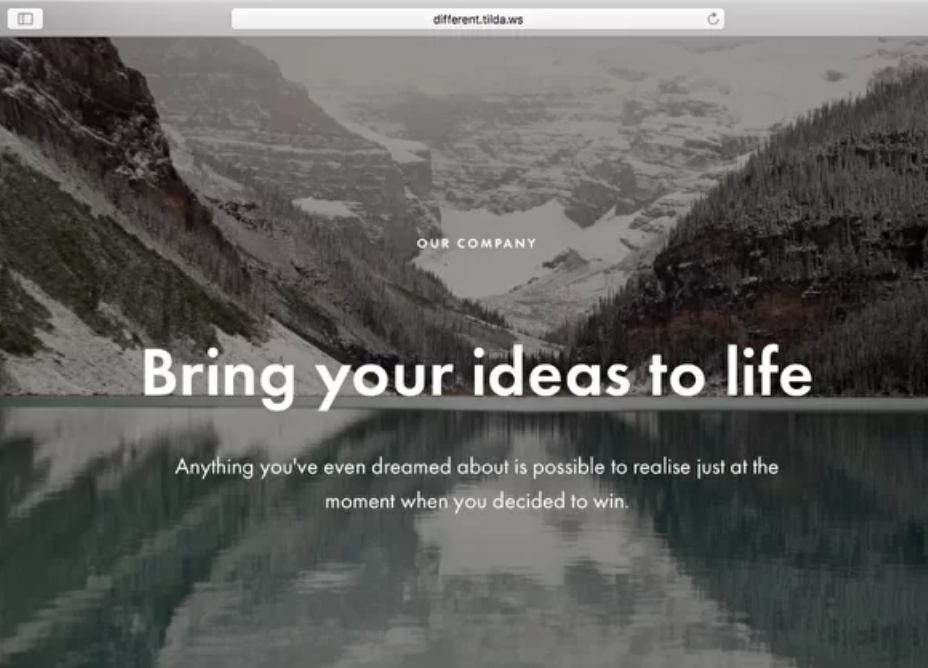 different.tilda.ws
OUR COMPANY
Bring your ideas to life
Anything you've even dreamed about is possible to realise just at the
moment when you decided to win.